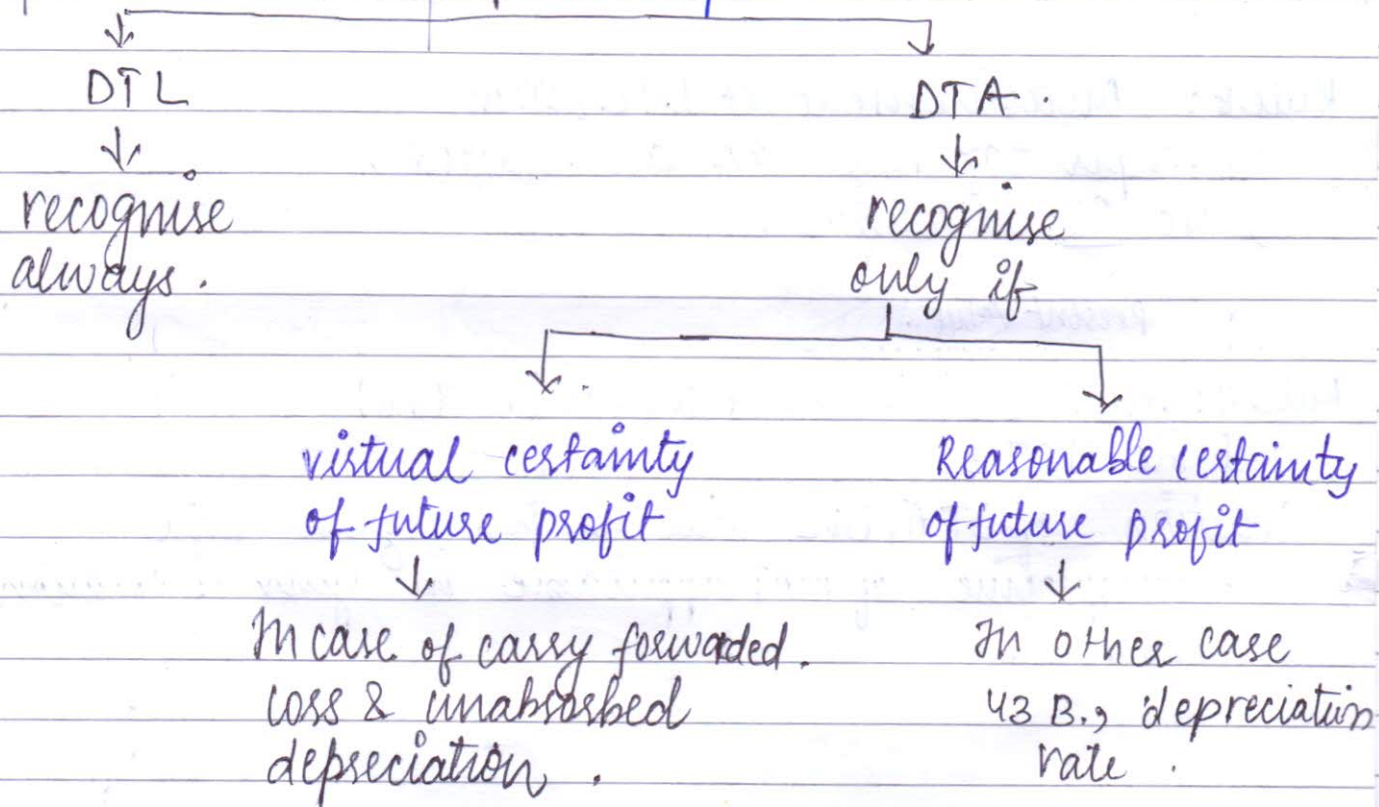 DTL
DTA.
recognise
always.
recognise
only if
virtual certainty
of future profit
Reasonable certainty
of future profit
In case of carry forwarded.
loss & unabsorbed
depreciation.
In other case
43 B., depreciation
rate.